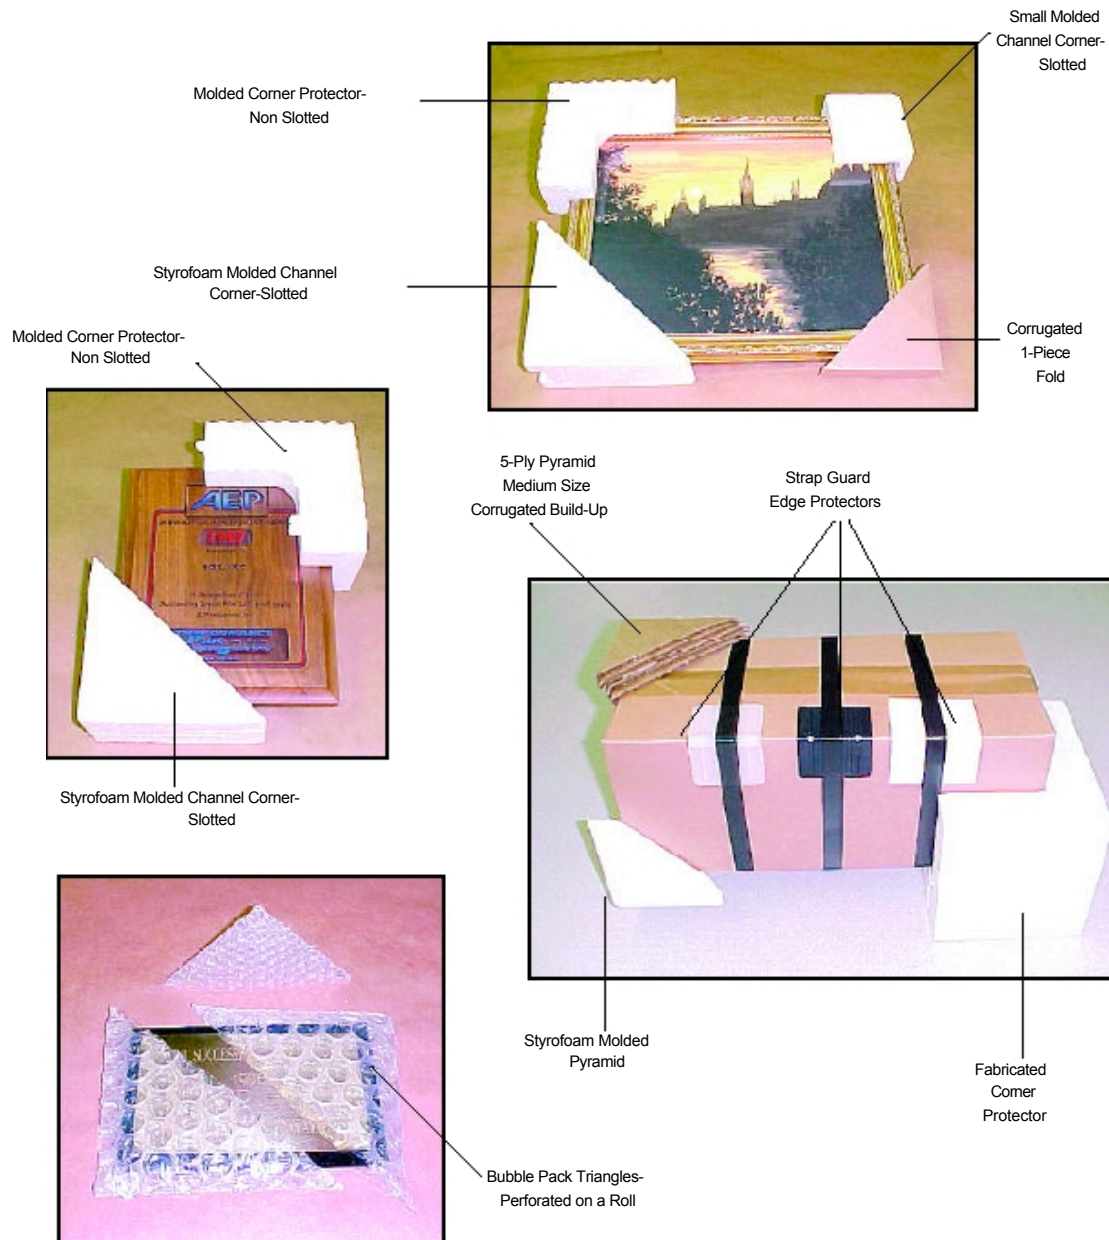 Small Molded
Channel Corner-
Slotted
Molded Corner Protector-
Non Slotted
Styrofoam Molded Channel
Corner-Slotted
Corrugated
1-Piece
Fold
Molded Corner Protector-
Non Slotted
AEP
Styrofoam Molded Channel Corner-
Slotted
5-Ply Pyramid
Medium Size
Corrugated Build-Up
Strap Guard
Edge Protectors
Styrofoam Molded
Pyramid
Fabricated
Corner
Protector
SUCCESS
Bubble Pack Triangles-
Perforated on a Roll